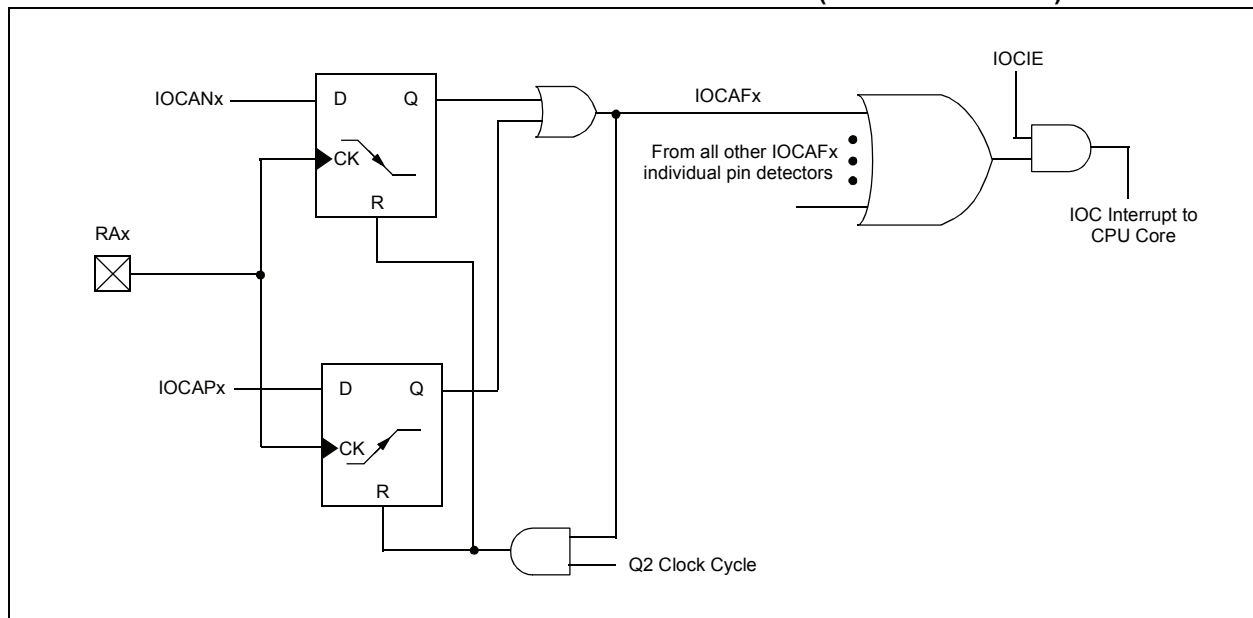 IOCIE
IOCANx
D
Q
IOCAFx
CK
From all other IOCAFx
individual pin detectors
R
IOC Interrupt to
CPU Core
RAx
IOCAPx
D
Q
CK
R
Q2 Clock Cycle